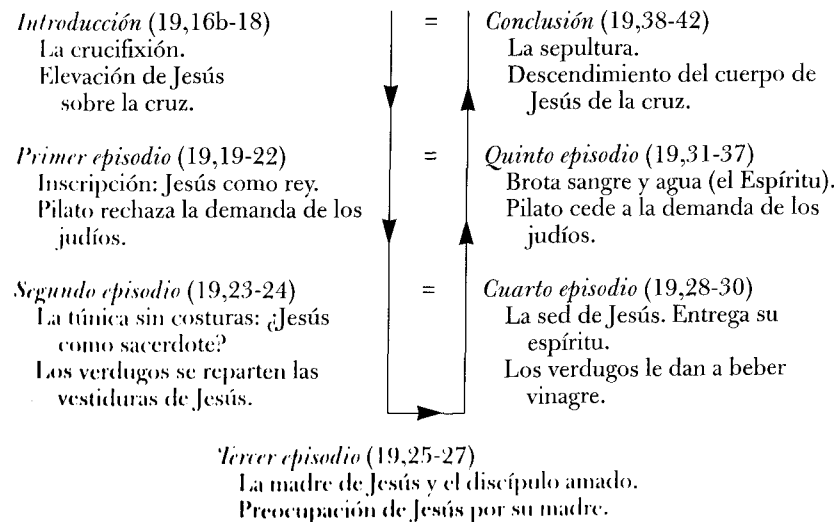 Introducción (19,16b-18)
La crucifixión.
Elevación de Jesús
sobre la cruz.
=
Conclusión (19,38-42)
La sepultura.
Descendimiento del cuerpo de
Jesús de la cruz.
Primer episodio (19,19-22)
Inscripción: Jesús como rey.
Pilato rechaza la demanda de los
judíos.
=
Quinto episodio (19,31-37)
Brota sangre y agua (el Espíritu).
Pilato cede a la demanda de los
judíos.
Segundo episodio (19,23-24)
La túnica sin costuras: ¿Jesús
como sacerdote?
Los verdugos se reparten las
vestiduras de Jesús.
=
Cuarto episodio (19,28-30)
La sed de Jesús. Entrega su
espíritu.
Los verdugos le dan a beber
vinagre.
Tercer episodio (19,25-27)
La madre de Jesús y el discípulo amado.
Preocupación de Jesús por su madre.